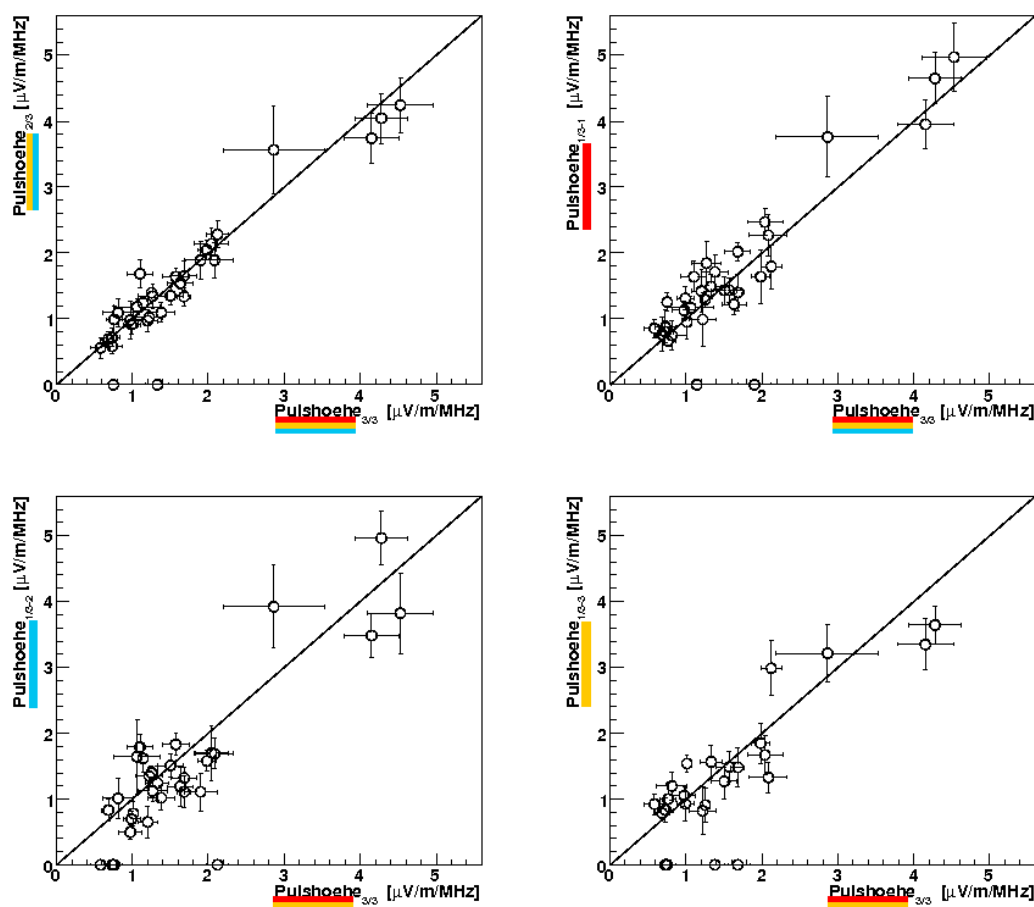 Pulshoehe2/3 [μV/m/MHz]
5
4
3
2
1
0
0 1 2 3 4 5
Pulshoehe3/3 [μV/m/MHz]
Pulshoehe1/3-1 [μV/m/MHz]
5
4
3
2
1
0
0 1 2 3 4 5
Pulshoehe3/3 [μV/m/MHz]
Pulshoehe1/3-2 [μV/m/MHz]
5
4
3
2
1
0
0 1 2 3 4 5
Pulshoehe3/3 [μV/m/MHz]
Pulshoehe1/3-3 [μV/m/MHz]
5
4
3
2
1
0
0 1 2 3 4 5
Pulshoehe3/3 [μV/m/MHz]